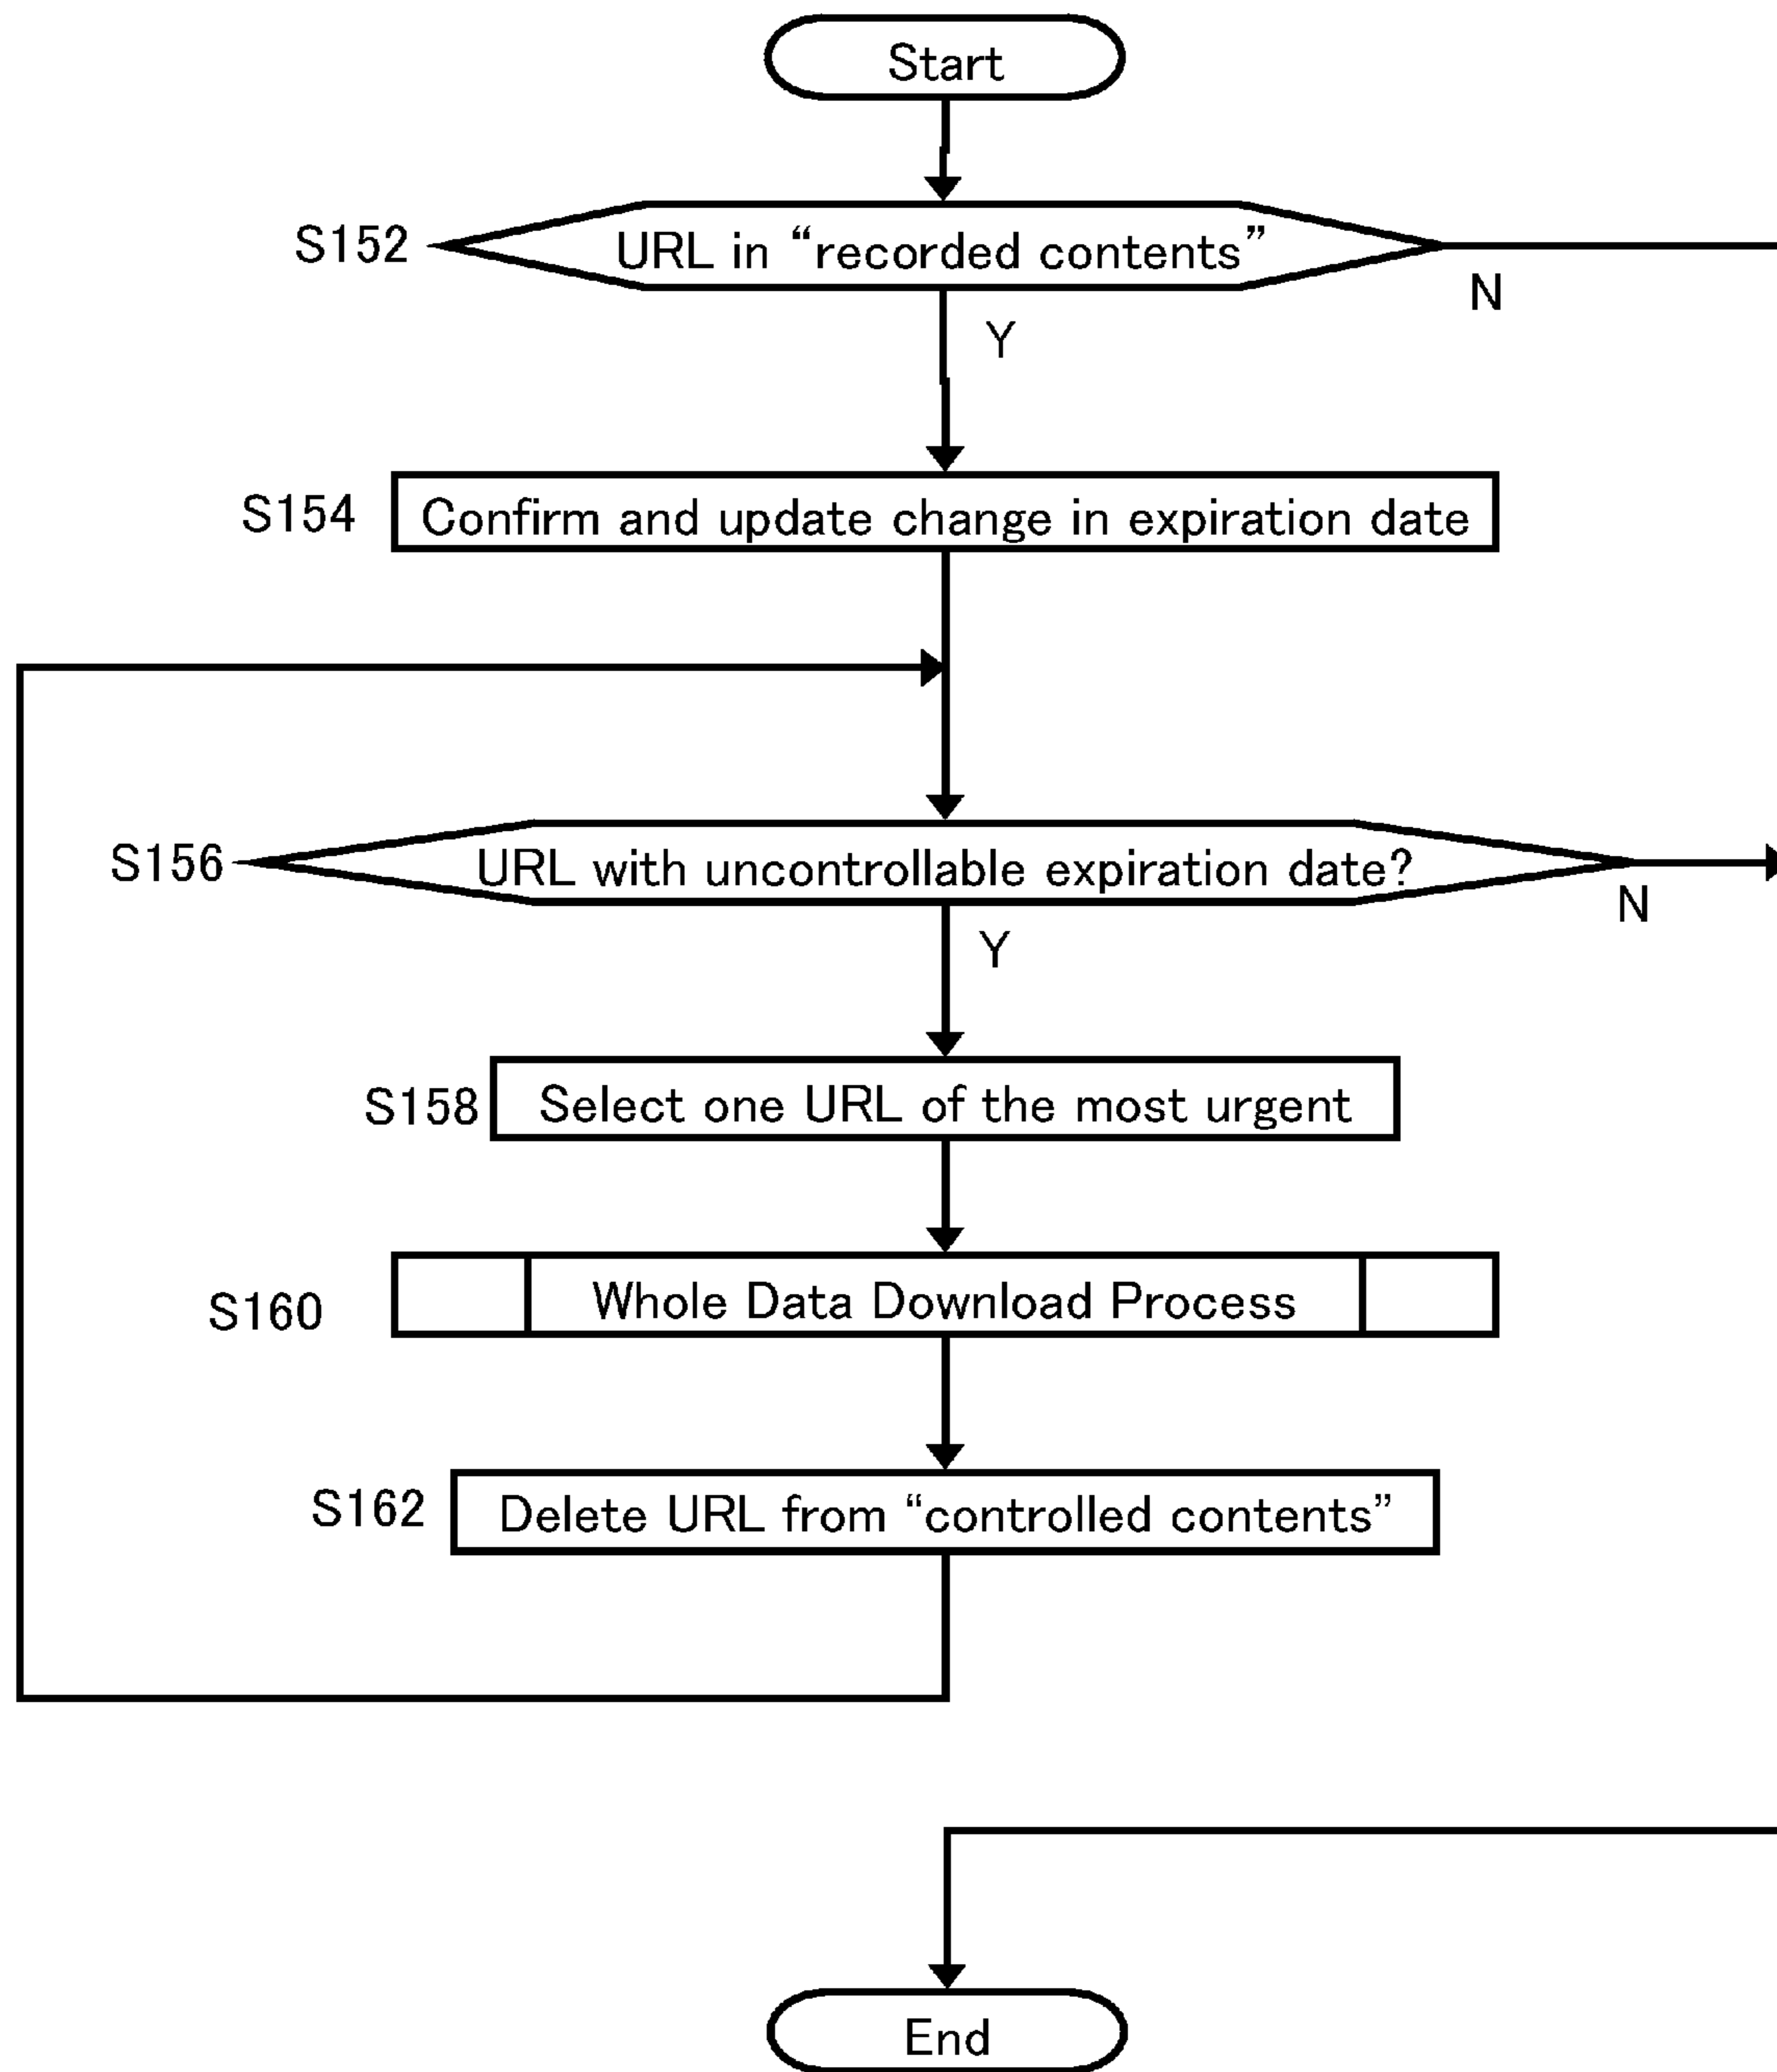 Start
S152
URL in “recorded contents”
N
Y
S154
Confirm and update change in expiration date
S156
URL with uncontrollable expiration date?
N
Y
S158
Select one URL of the most urgent
S160
Whole Data Download Process
S162
Delete URL from “controlled contents”
End